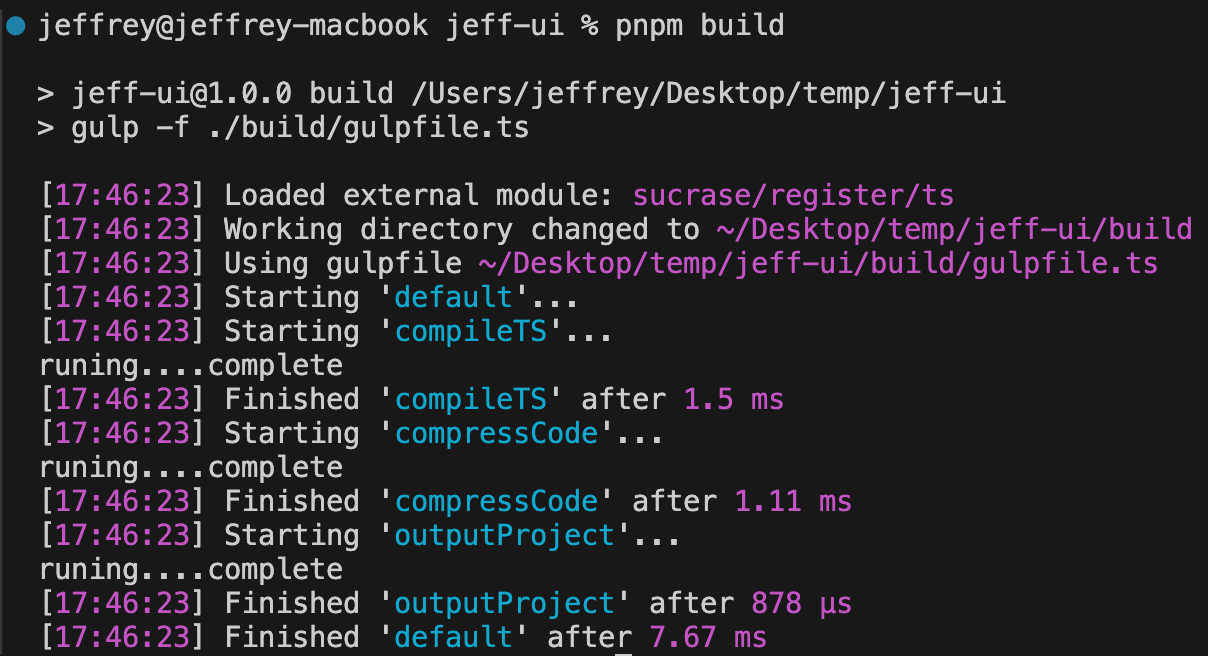 jeffrey@jeffrey-macbook jeff-ui % pnpm build
> jeff-ui@1.0.0 build /Users/jeffrey/Desktop/temp/jeff-ui
> gulp -f ./build/gulpfile.ts
[17:46:23] Loaded external module: sucrase/register/ts
[17:46:23] Working directory changed to ~/Desktop/temp/jeff-ui/build
[17:46:23] Using gulpfile ~/Desktop/temp/jeff-ui/build/gulpfile.ts
[17:46:23] Starting 'default'...
[17:46:23] Starting 'compileTS'...
runing....complete
[17:46:23] Finished 'compileTS' after 1.5 ms
[17:46:23] Starting 'compressCode'...
runing....complete
[17:46:23] Finished 'compressCode' after 1.11 ms
[17:46:23] Starting 'outputProject'...
runing....complete
[17:46:23] Finished 'outputProject' after 878 μs
[17:46:23] Finished 'default' after 7.67 ms